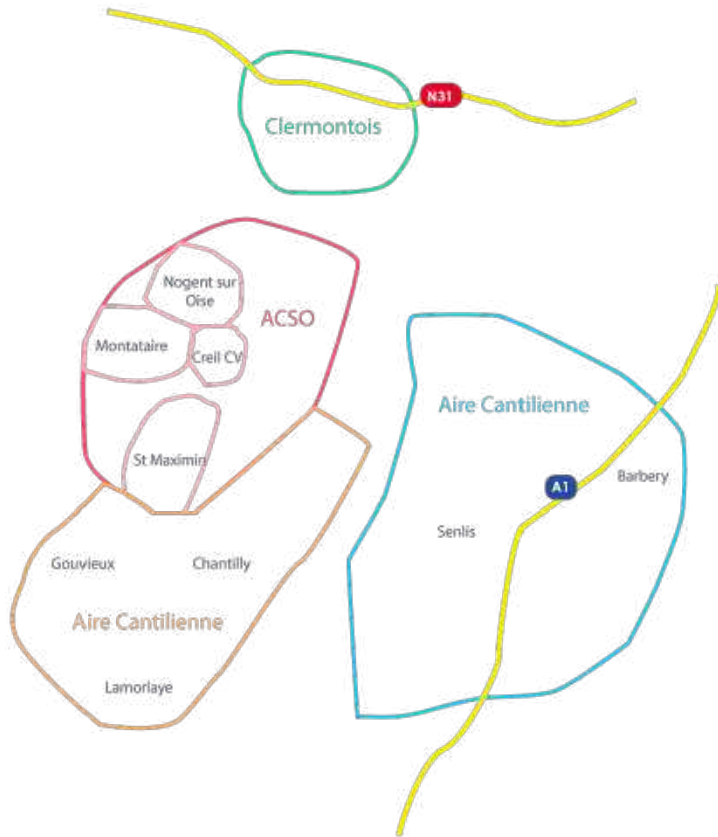 N31
Clermontois
Nogent sur
Oise
ACSO
Montataire
Creil CV
Aire Cantilienne
St Maximin
Barbery
A1
Senlis
Gouvieux
Chantilly
Aire Cantilienne
Lamorlaye